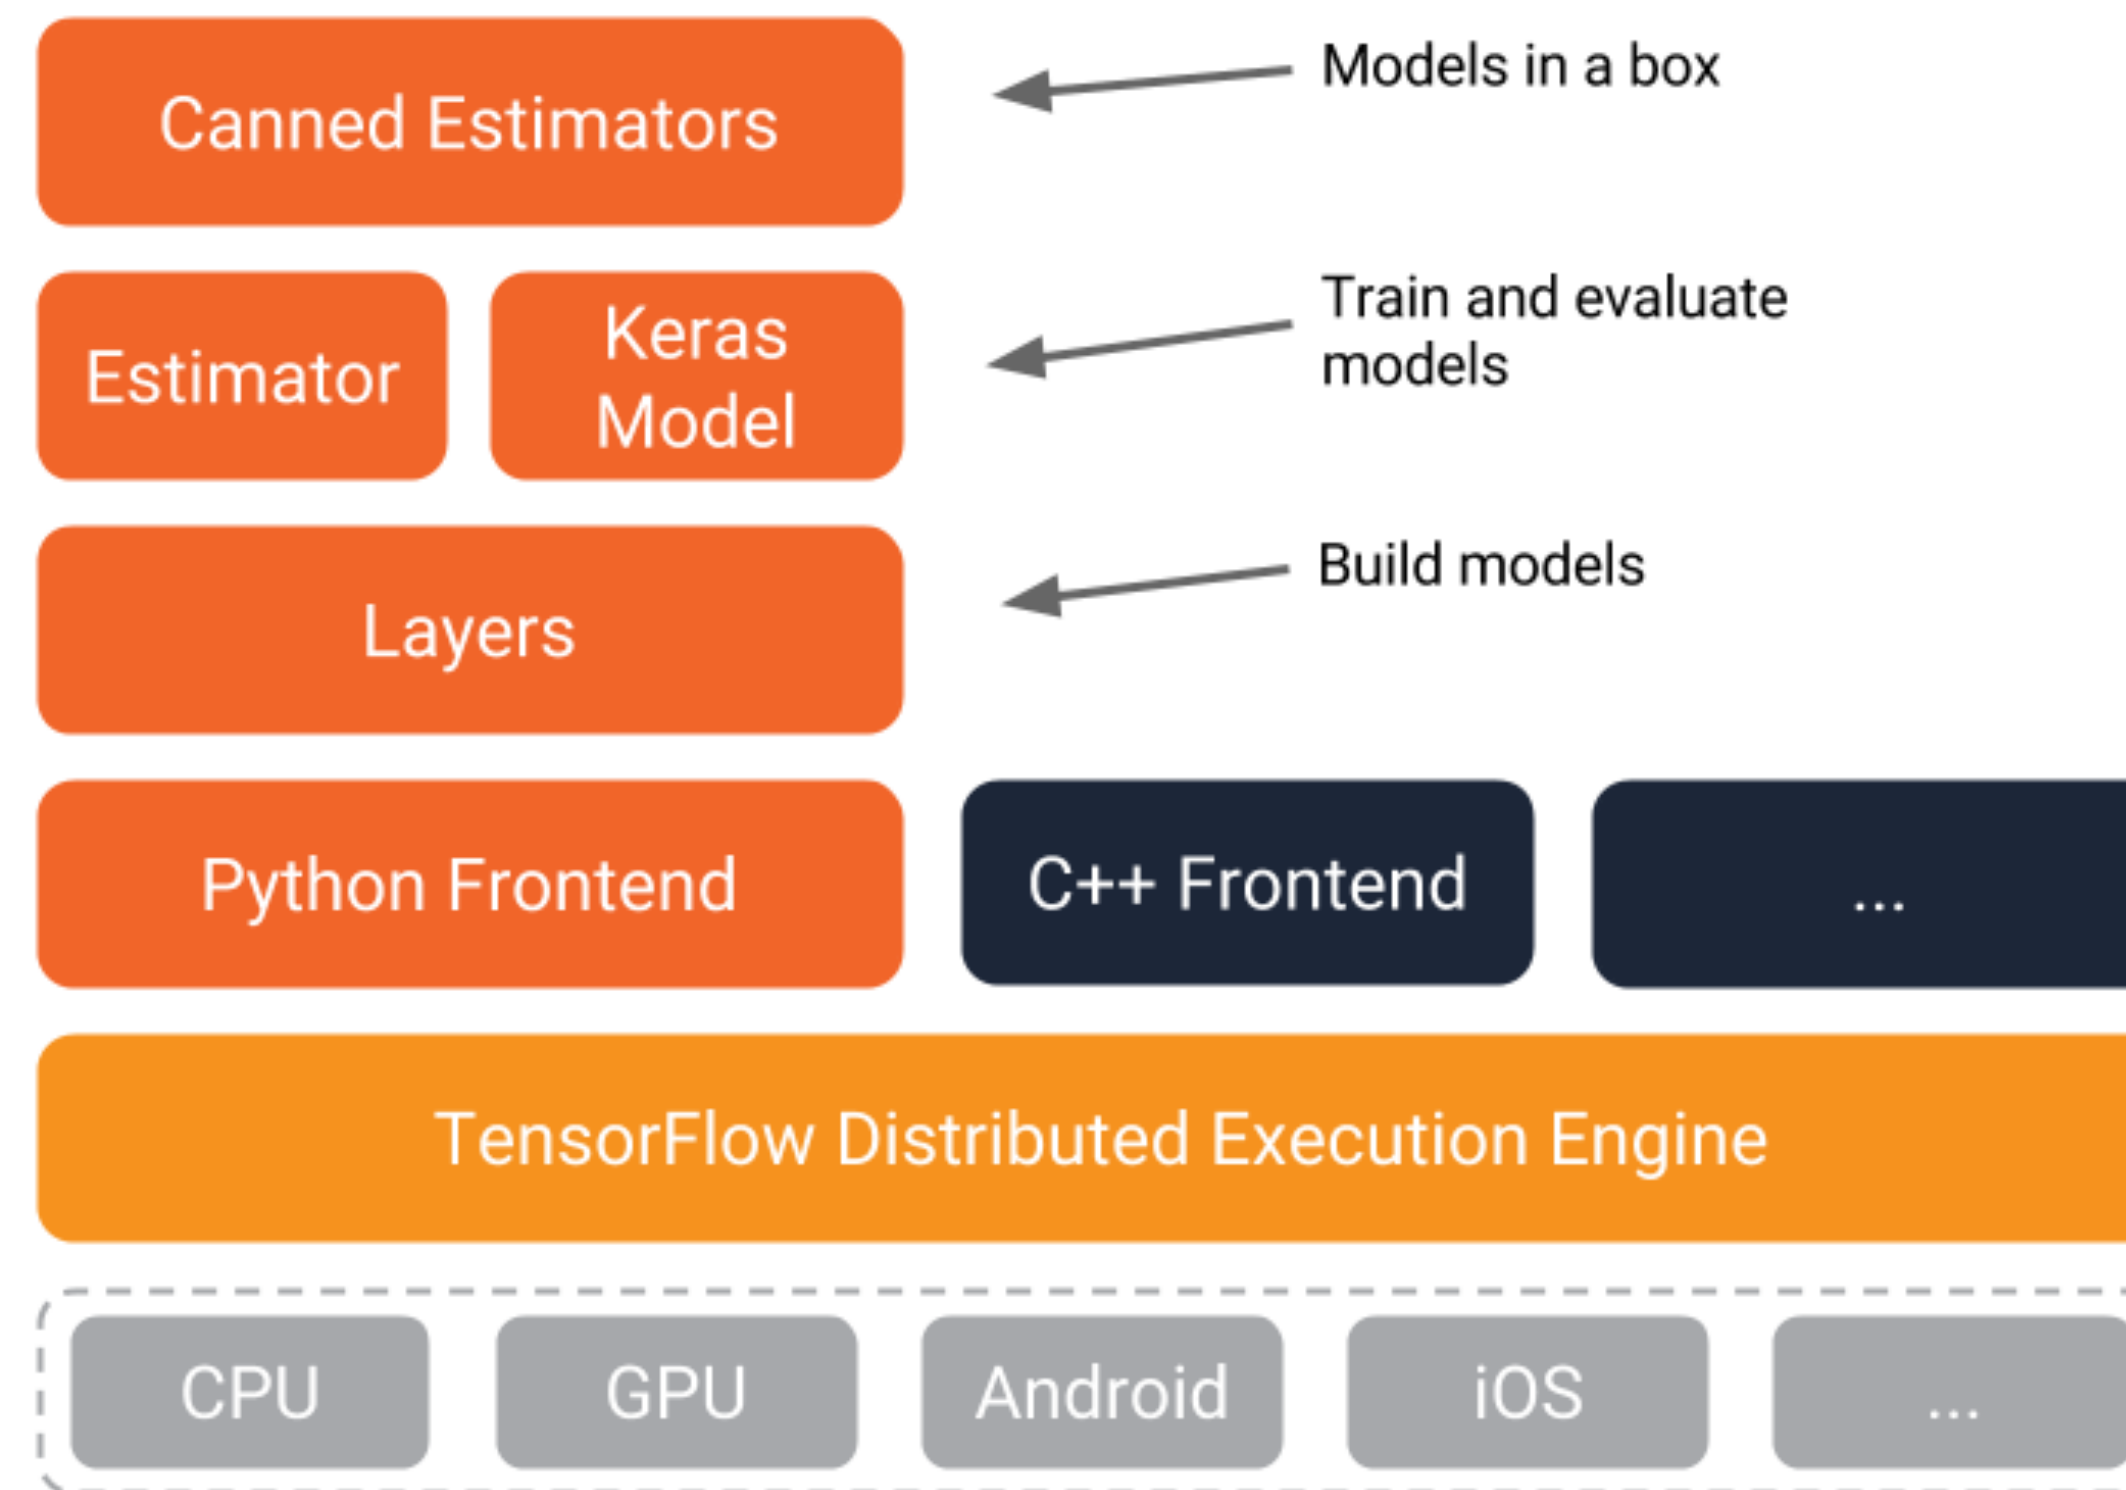 Canned Estimators
Models in a box
Estimator
Keras
Model
Train and evaluate
models
Layers
Build models
Python Frontend
C++ Frontend
...
TensorFlow Distributed Execution Engine
CPU
GPU
Android
iOS
...